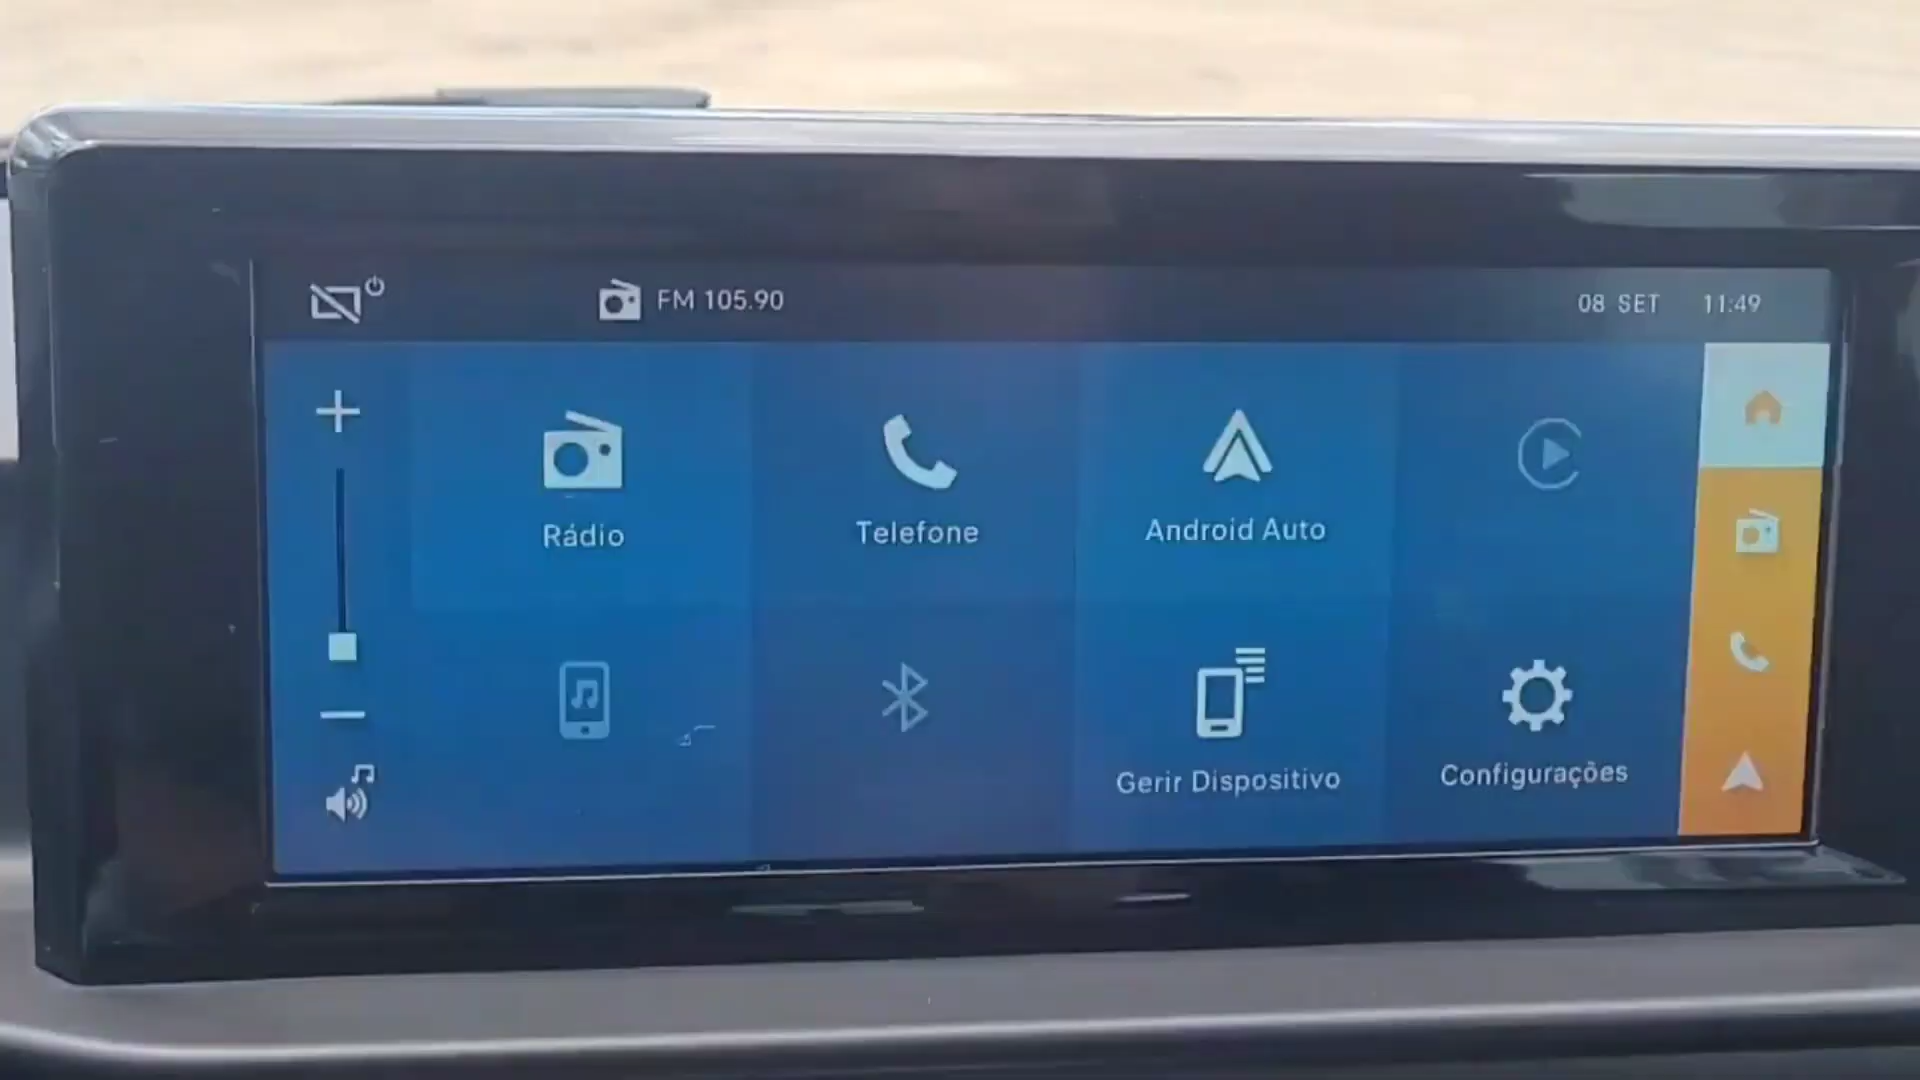 FM 105.90
08 SET 11:49
Rádio
Telefone
Android Auto
Gerir Dispositivo
Configurações